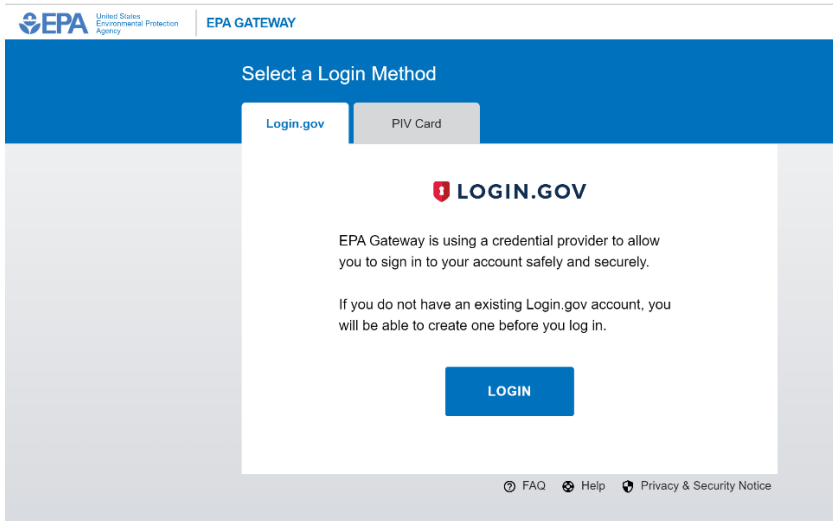 EPA
United States
Environmental Protection
Agency
EPA GATEWAY
Select a Login Method
Login.gov
PIV Card
LOGIN.GOV
EPA Gateway is using a credential provider to allow
you to sign in to your account safely and securely.
If you do not have an existing Login.gov account, you
will be able to create one before you log in.
LOGIN
FAQ
Help
Privacy & Security Notice